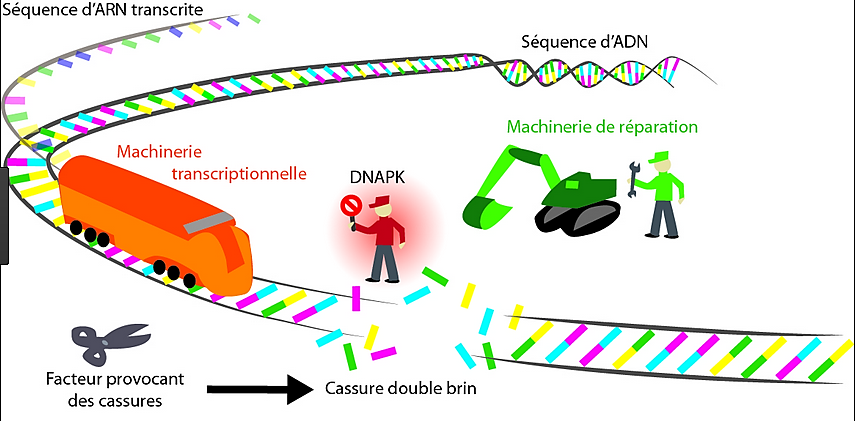 Séquence d'ARN transcrite
Séquence d'ADN
Machinerie de réparation
Machinerie
transcriptionnelle
DNAPK
Facteur provocant
des cassures
Cassure double brin